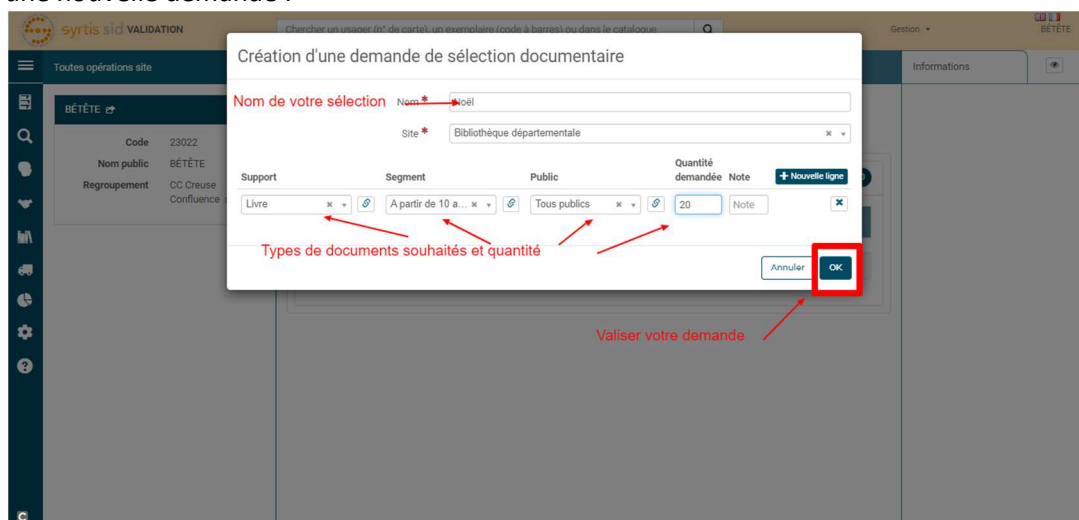 une nouvelle demande :
syrtis sid VALIDATION
Chercher un usager (n° de carte), un exemplaire (code à barres) ou dans le catalogue
Gestion
BÉTÊTE
Toutes opérations site
Informations
Création d'une demande de sélection documentaire
BÉTÊTE
Nom de votre sélection
Nom *
Noël
Site *
Bibliothèque départementale
Code 23022
Nom public BÉTÊTE
Regroupement CC Creuse
Confluence
Support
Segment
Public
Quantité
demandée
Note
+ Nouvelle ligne
Livre
A partir de 10 a...
Tous publics
20
Note
Types de documents souhaités et quantité
Annuler
OK
Valiser votre demande